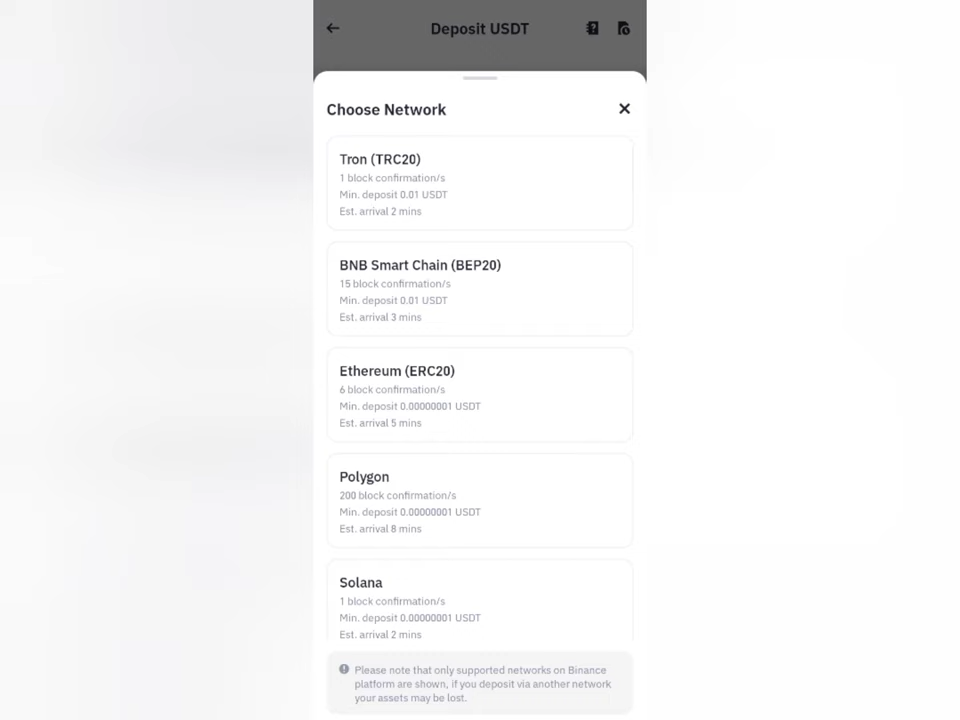 Deposit USDT
Choose Network
Tron (TRC20)
1 block confirmation/s
Min. deposit 0.01 USDT
Est. arrival 2 mins
BNB Smart Chain (BEP20)
15 block confirmation/s
Min. deposit 0.01 USDT
Est. arrival 3 mins
Ethereum (ERC20)
6 block confirmation/s
Min. deposit 0.00000001 USDT
Est. arrival 5 mins
Polygon
200 block confirmation/s
Min. deposit 0.00000001 USDT
Est. arrival 8 mins
Solana
1 block confirmation/s
Min. deposit 0.00000001 USDT
Est. arrival 2 mins
Please note that only supported networks on Binance
platform are shown, if you deposit via another network
your assets may be lost.